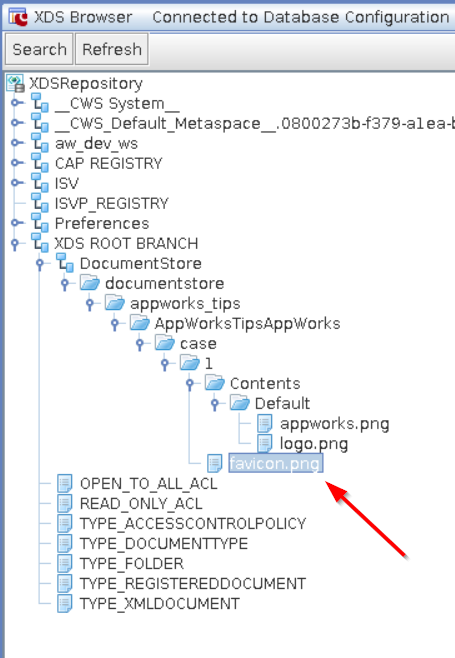 XDS Browser Connected to Database Configuration
Search Refresh
XDSRepository
__CWS System__
__CWS_Default_Metaspace__.0800273b-f379-a1ea-b
aw_dev_ws
CAP REGISTRY
ISV
ISVP_REGISTRY
Preferences
XDS ROOT BRANCH
DocumentStore
documentstore
appworks_tips
AppWorksTipsAppWorks
case
1
Contents
Default
appworks.png
logo.png
favicon.png
OPEN_TO_ALL_ACL
READ_ONLY_ACL
TYPE_ACCESSCONTROLPOLICY
TYPE_DOCUMENTTYPE
TYPE_FOLDER
TYPE_REGISTEREDDOCUMENT
TYPE_XMLDOCUMENT